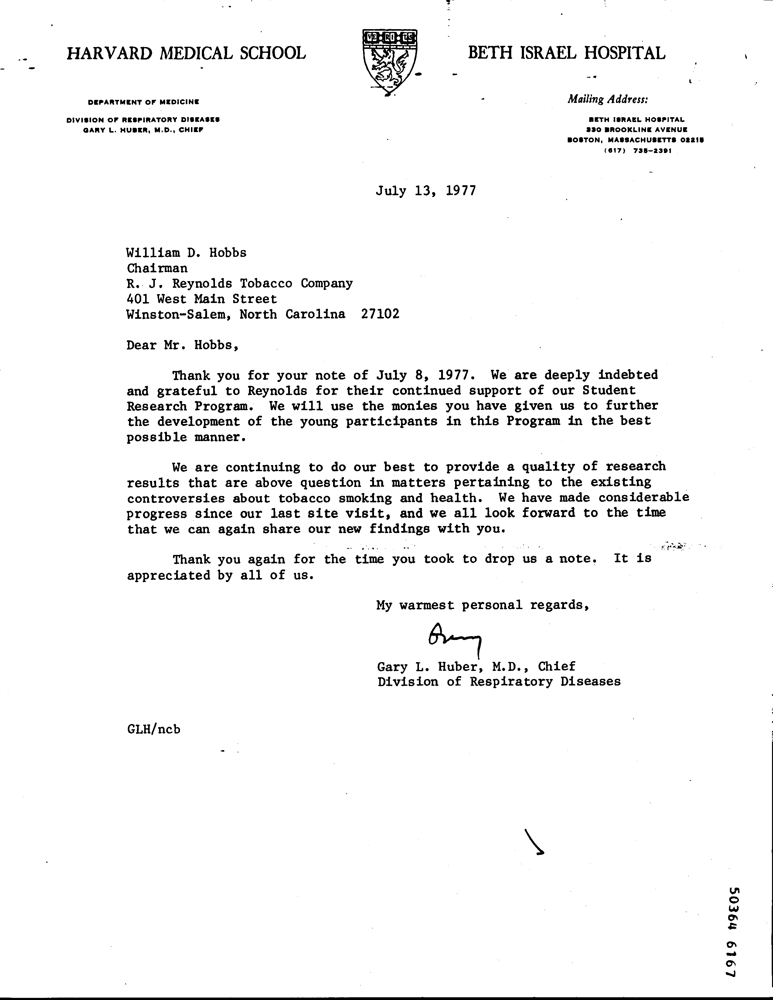 HARVARD MEDICAL SCHOOL
VE RI TAS
BETH ISRAEL HOSPITAL
DEPARTMENT OF MEDICINE
DIVISION OF RESPIRATORY DISEASES
GARY L. HUBER, M.D., CHIEF
Mailing Address:
BETH ISRAEL HOSPITAL
330 BROOKLINE AVENUE
BOSTON, MASSACHUSETTS 02215
(617) 735-2391
July 13, 1977
William D. Hobbs
Chairman
R. J. Reynolds Tobacco Company
401 West Main Street
Winston-Salem, North Carolina 27102
Dear Mr. Hobbs,
Thank you for your note of July 8, 1977. We are deeply indebted
and grateful to Reynolds for their continued support of our Student
Research Program. We will use the monies you have given us to further
the development of the young participants in this Program in the best
possible manner.
We are continuing to do our best to provide a quality of research
results that are above question in matters pertaining to the existing
controversies about tobacco smoking and health. We have made considerable
progress since our last site visit, and we all look forward to the time
that we can again share our new findings with you.
Thank you again for the time you took to drop us a note. It is
appreciated by all of us.
My warmest personal regards,
Gary
Gary L. Huber, M.D., Chief
Division of Respiratory Diseases
GLH/ncb
50364 6167